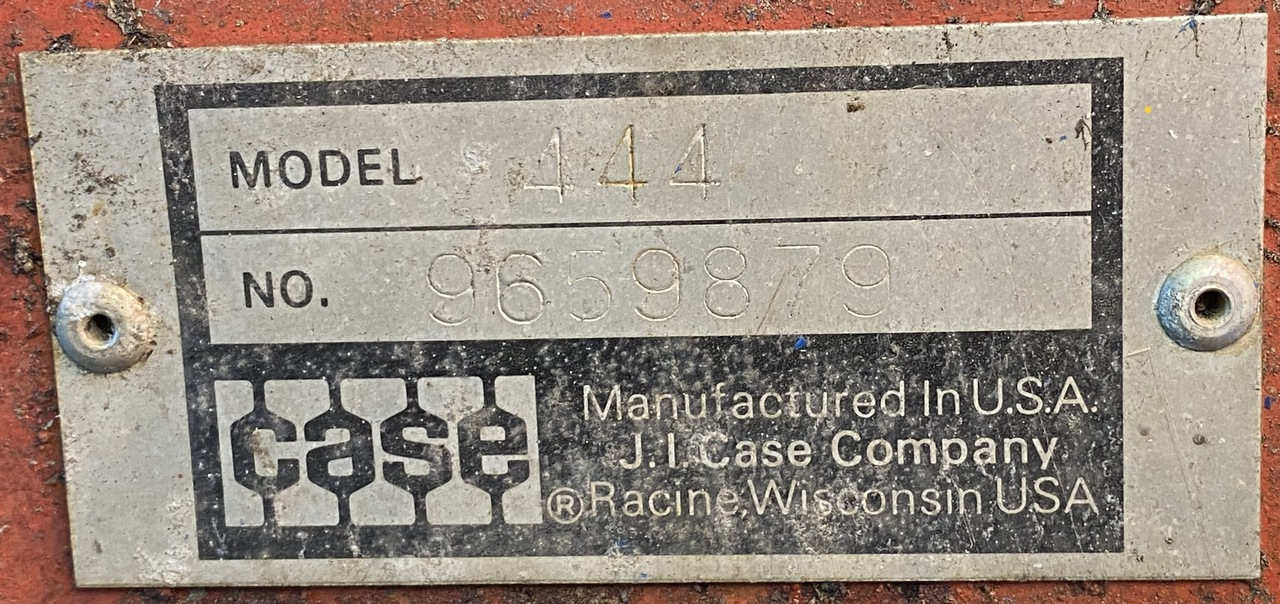 MODEL 444
NO. 9659879
case
Manufactured In U.S.A.
J.I. Case Company
® Racine, Wisconsin USA